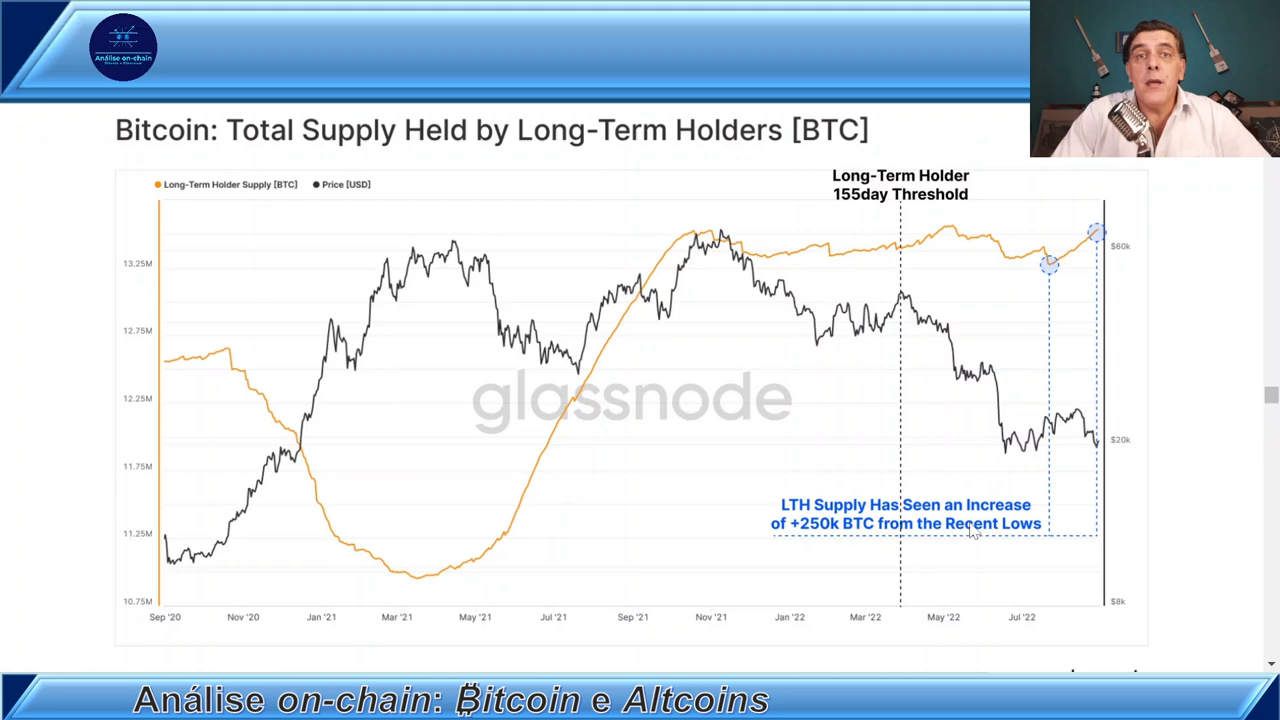 Análise on-chain
Bitcoin: Total Supply Held by Long-Term Holders [BTC]
Long-Term Holder Supply [BTC]
Price [USD]
Long-Term Holder
155day Threshold
13.25M
12.75M
12.25M
11.75M
11.25M
10.75M
$60k
$20k
$8k
glassnode
LTH Supply Has Seen an Increase
of +250k BTC from the Recent Lows
Sep '20
Nov '20
Jan '21
Mar '21
May '21
Jul '21
Sep '21
Nov '21
Jan '22
Mar '22
May '22
Jul '22
Análise on-chain: ₿itcoin e Altcoins